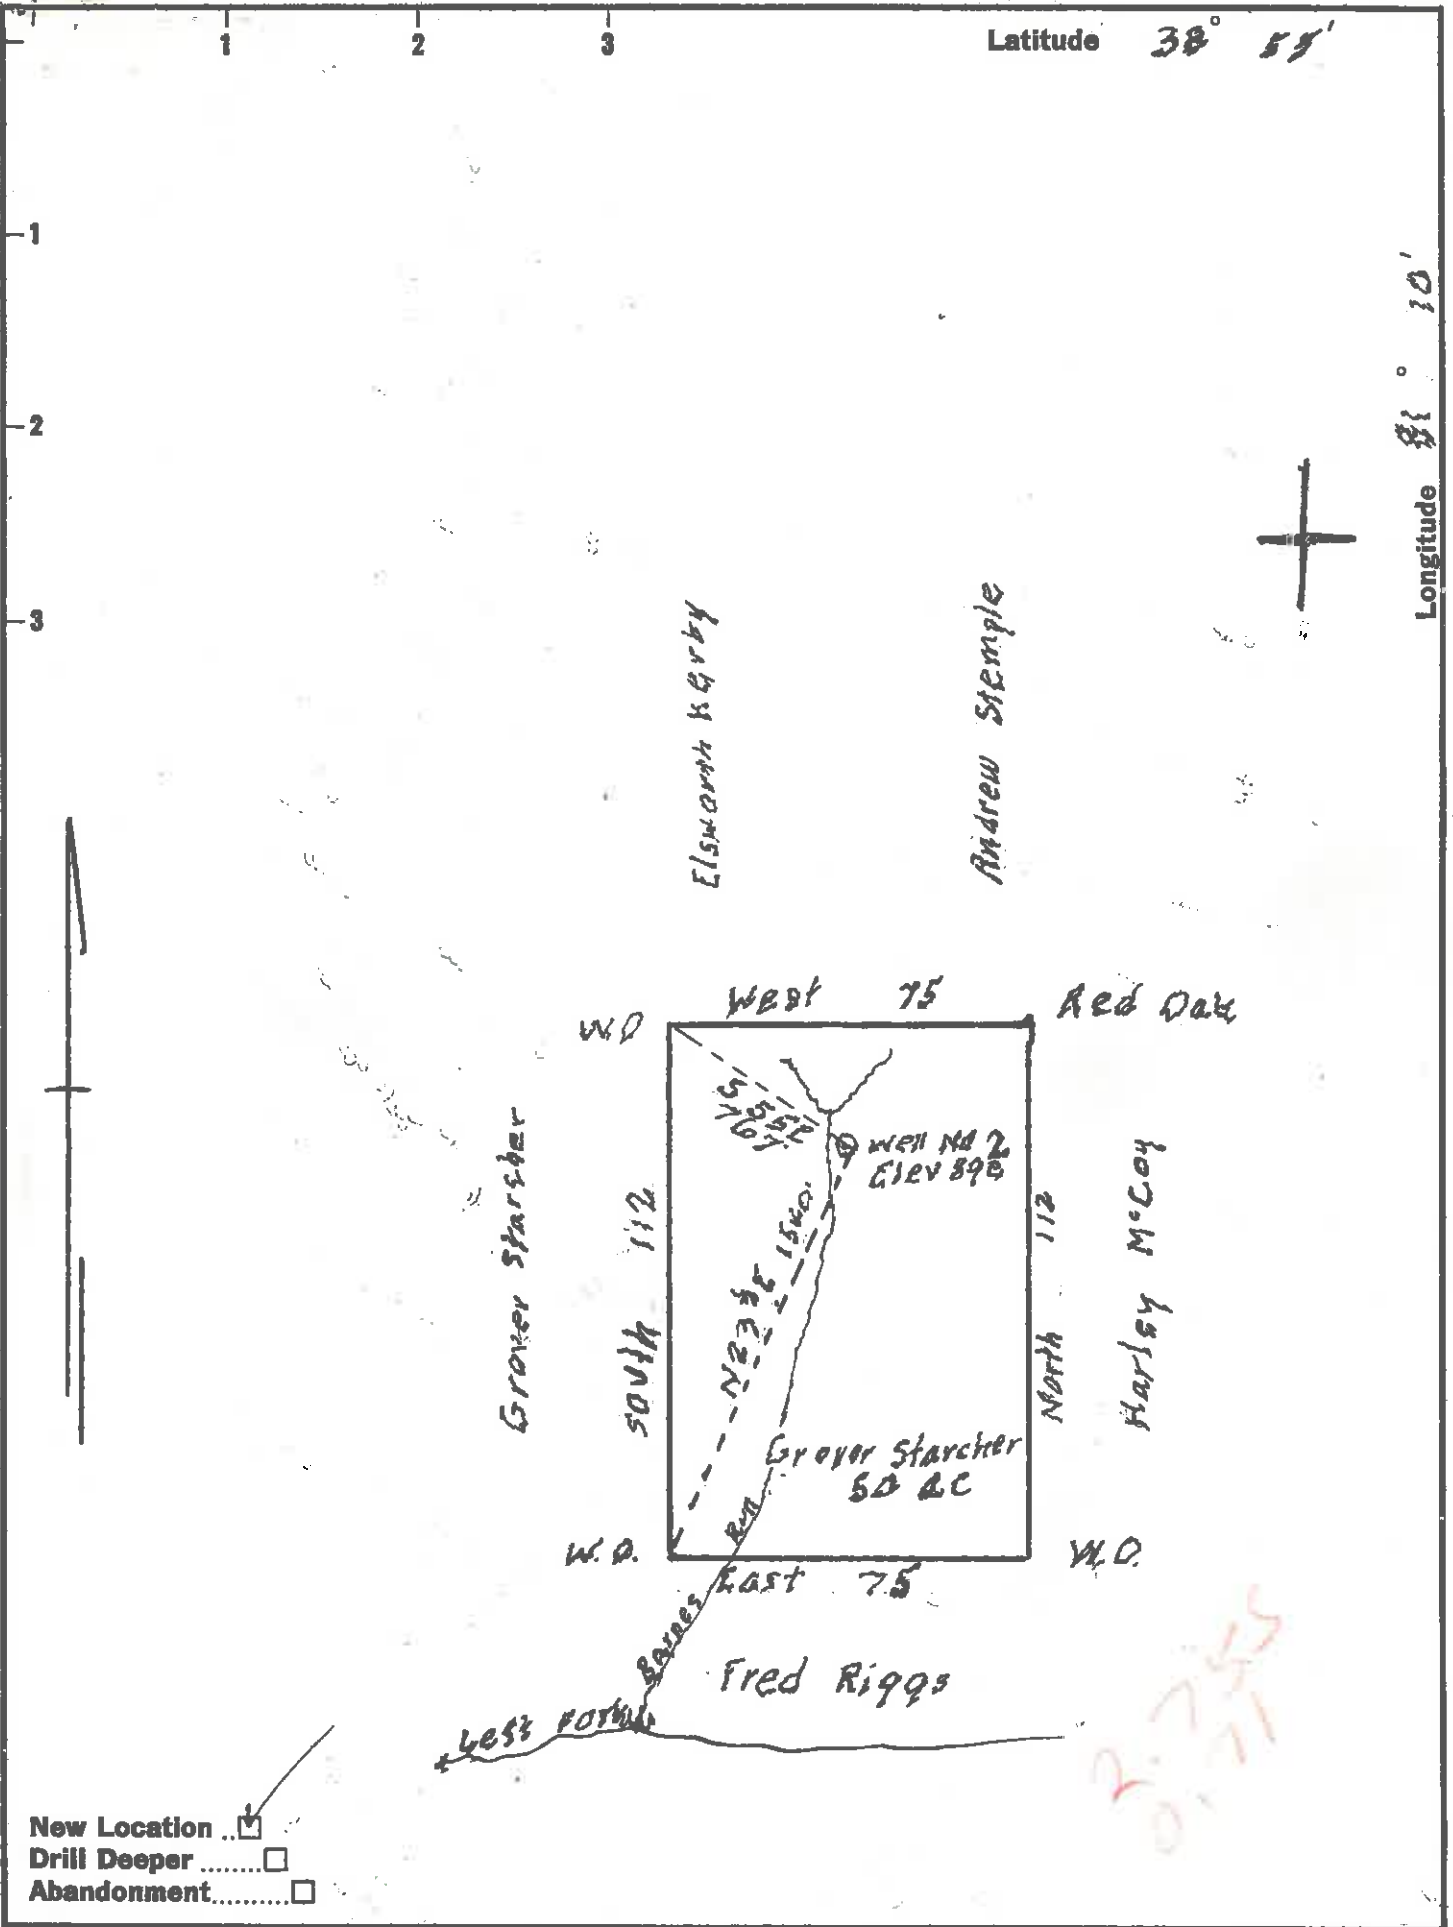 1 2 3
Latitude 38° 55'
1
2
3
Longitude 81° 10'
Elsworth Kerby
Andrew Stemple
West 75
Red Oak
W.O
Well No 2
Elev 898
N 23 3/4 E 1540.
Grover Starcher
South 112
North 112
Harley McCoy
Grover Starcher
50 ac
W.O.
W.O.
East 75
Barnes Run
Fred Riggs
Left Fork
New Location ..
Drill Deeper ........
Abandonment..........